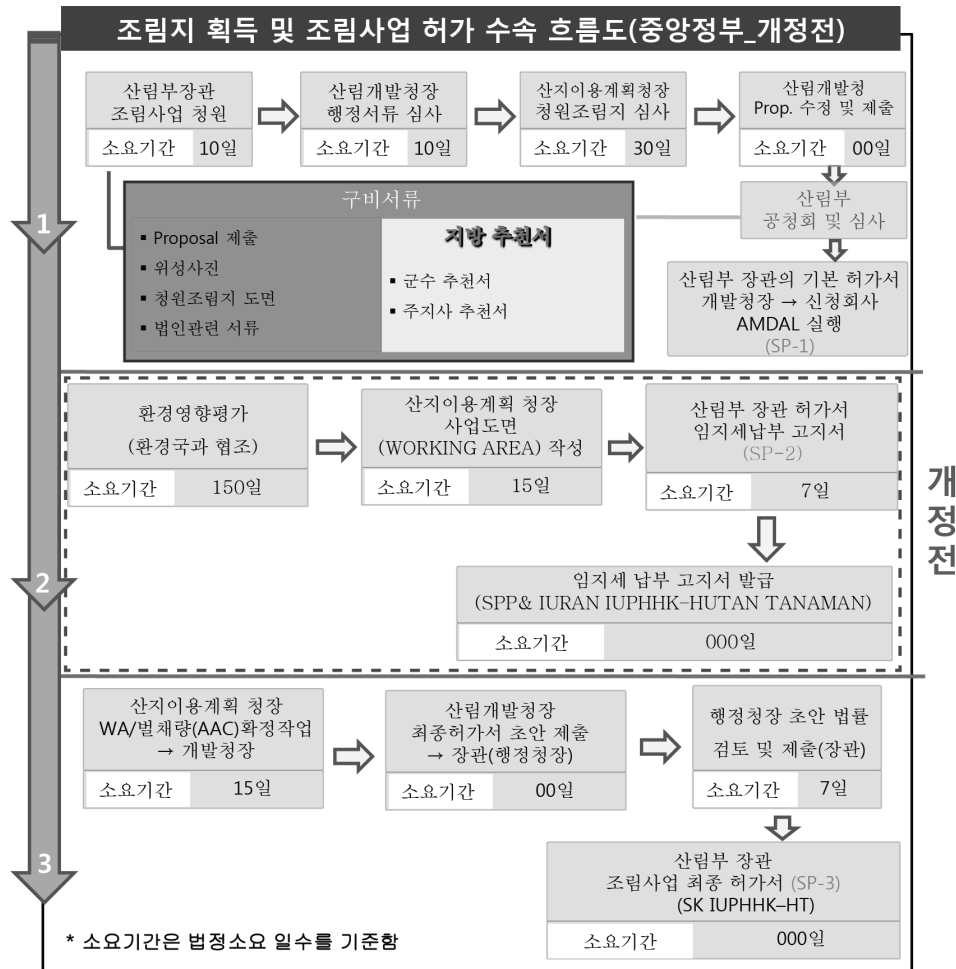 조림지 획득 및 조림사업 허가 수속 흐름도(중앙정부_개정전)
1
산림부장관
조림사업 청원
소요기간 10일
산림개발청장
행정서류 심사
소요기간 10일
산지이용계획청장
청원조림지 심사
소요기간 30일
산림개발청
Prop. 수정 및 제출
소요기간 00일
구비서류
▪ Proposal 제출
▪ 위성사진
▪ 청원조림지 도면
▪ 법인관련 서류
지방 추천서
▪ 군수 추천서
▪ 주지사 추천서
산림부
공청회 및 심사
산림부 장관의 기본 허가서
개발청장 → 신청회사
AMDAL 실행
(SP-1)
2
환경영향평가
(환경국과 협조)
소요기간 150일
산지이용계획 청장
사업도면
(WORKING AREA) 작성
소요기간 15일
산림부 장관 허가서
임지세납부 고지서
(SP-2)
소요기간 7일
임지세 납부 고지서 발급
(SPP& IURAN IUPHHK-HUTAN TANAMAN)
소요기간 000일
개정전
3
산지이용계획 청장
WA/벌채량(AAC)확정작업
→ 개발청장
소요기간 15일
산림개발청장
최종허가서 초안 제출
→ 장관(행정청장)
소요기간 00일
행정청장 초안 법률
검토 및 제출(장관)
소요기간 7일
산림부 장관
조림사업 최종 허가서 (SP-3)
(SK IUPHHK–HT)
소요기간 000일
* 소요기간은 법정소요 일수를 기준함